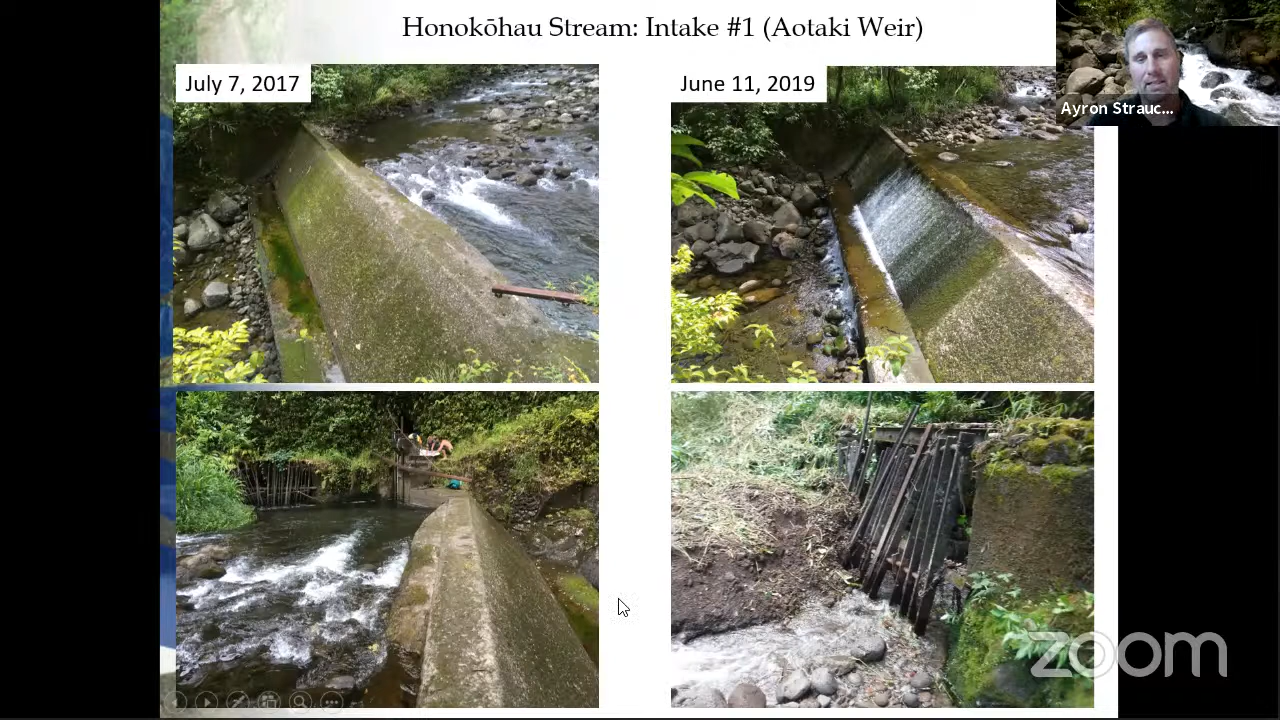 Honokōhau Stream: Intake #1 (Aotaki Weir)
July 7, 2017
June 11, 2019
Ayron Strauc...
zoom